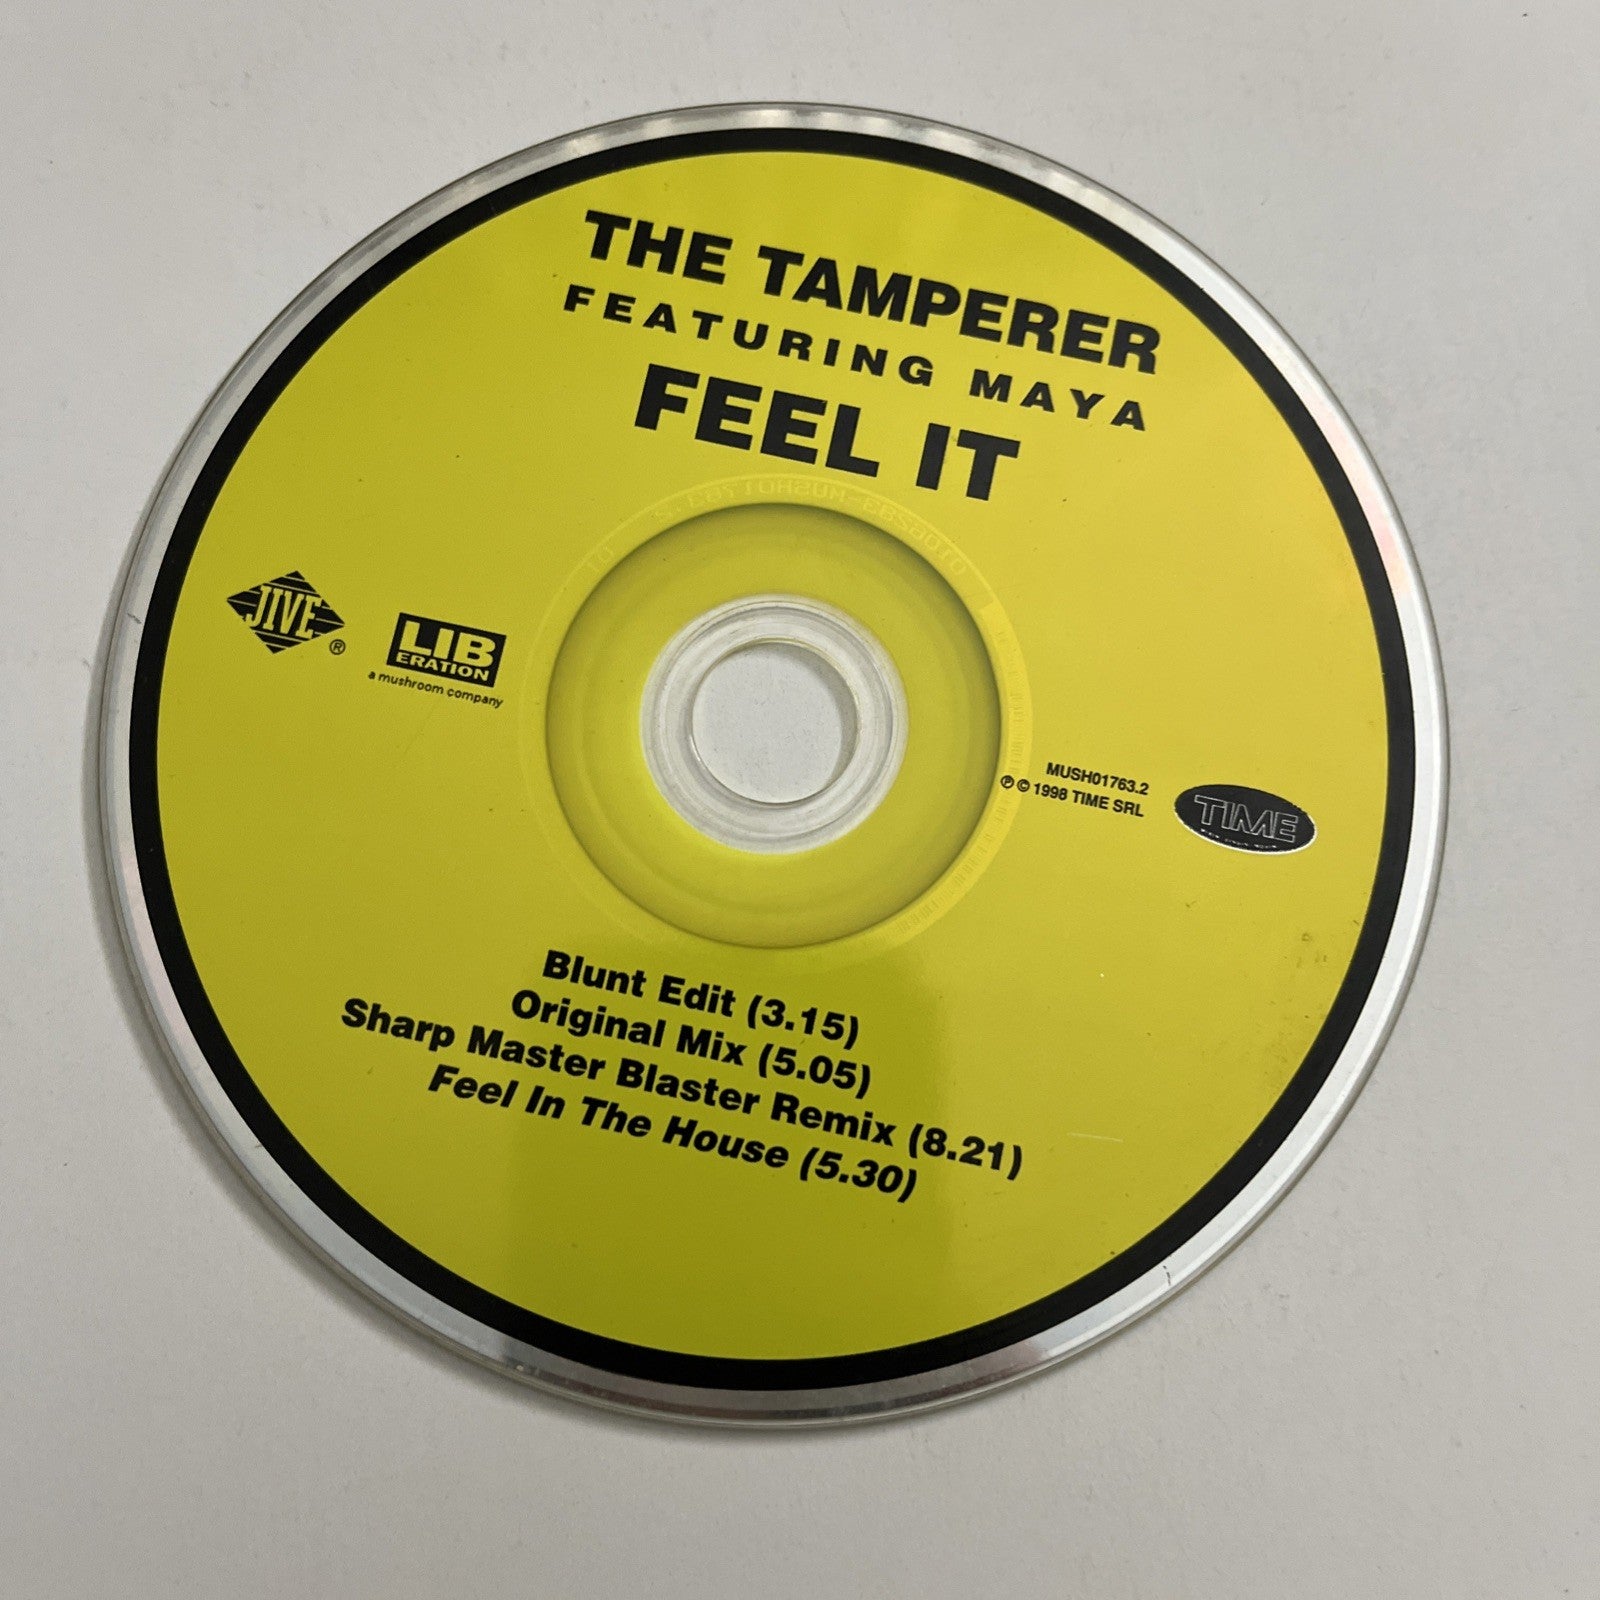 THE TAMPERER
FEATURING MAYA
FEEL IT
JIVE ®
LIB
ERATION
a mushroom company
MUSH01763.2
℗ © 1998 TIME SRL
TIME
Blunt Edit (3.15)
Original Mix (5.05)
Sharp Master Blaster Remix (8.21)
Feel In The House (5.30)